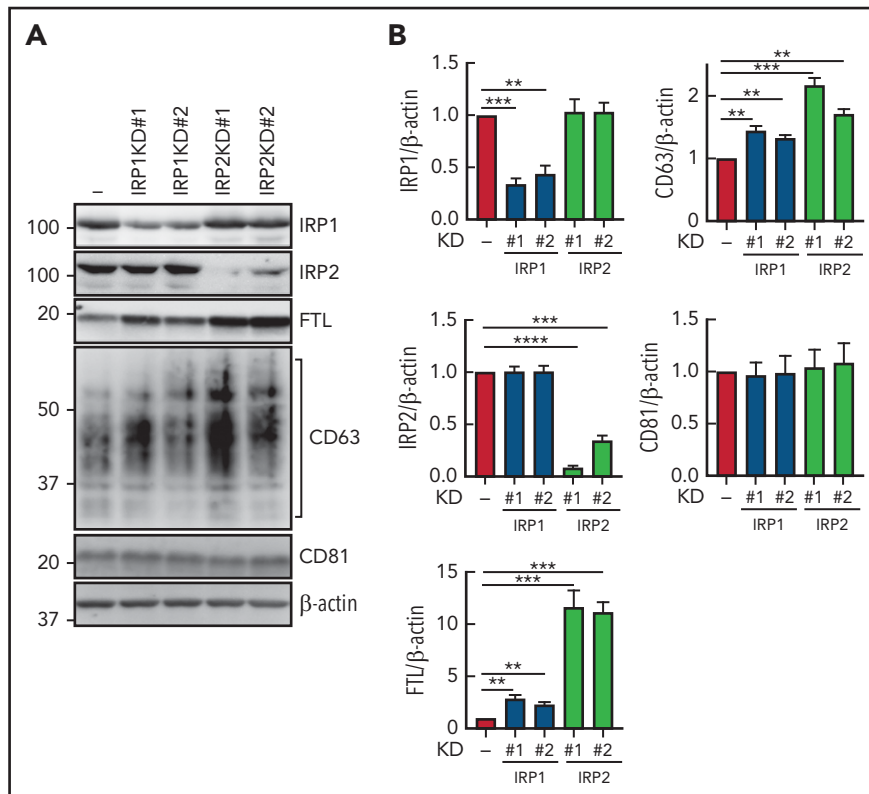 A
– IRP1KD#1 IRP1KD#2 IRP2KD#1 IRP2KD#2
100 IRP1
100 IRP2
20 FTL
50
CD63
37
20 CD81
β-actin
37
B
IRP1/β-actin
1.5
1.0
0.5
0.0
**
***
KD – #1 #2 #1 #2
IRP1 IRP2
CD63/β-actin
2
1
0
**
***
**
**
KD – #1 #2 #1 #2
IRP1 IRP2
IRP2/β-actin
1.5
1.0
0.50
0.0
***
****
KD – #1 #2 #1 #2
IRP1 IRP2
CD81/β-actin
1.5
1.0
0.5
0.0
KD – #1 #2 #1 #2
IRP1 IRP2
FTL/β-actin
15
10
5
0
***
***
**
**
KD – #1 #2 #1 #2
IRP1 IRP2